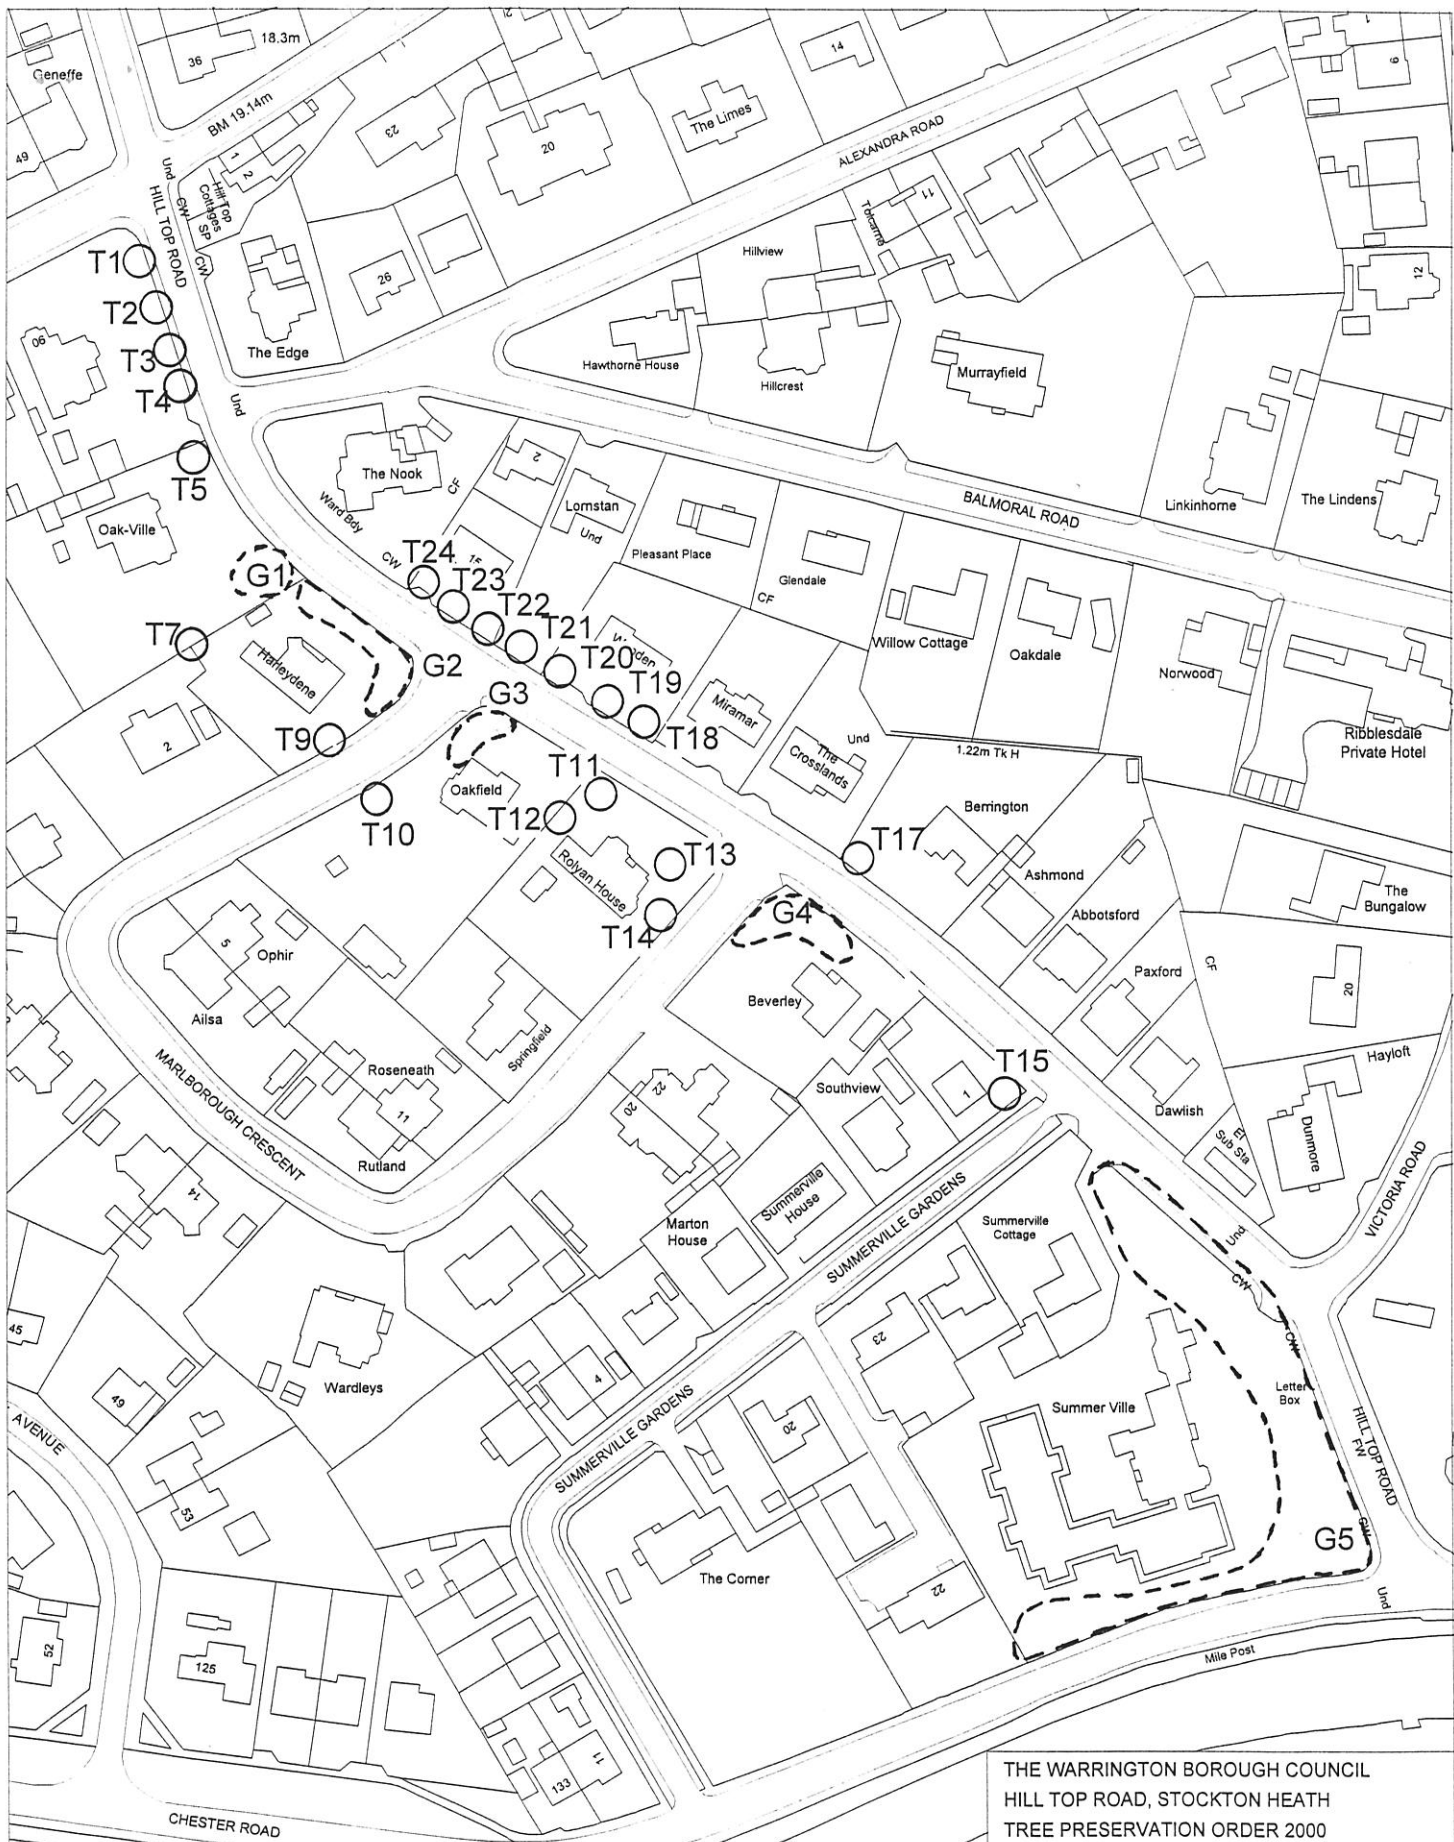 Geneffe
36
18.3m
BM 19.14m
49
23
20
The Limes
14
ALEXANDRA ROAD
1
6
Und
CW
HILL TOP ROAD
Hill Top
Cottages
SP
CW
1
2
T1
T2
T3
T4
T5
The Edge
26
Hillview
Tolcarne
11
12
Hawthorne House
Hillcrest
Murrayfield
Und
The Nook
Ward Bdy
CF
2
Lornstan
Und
Pleasant Place
Glendale
CF
BALMORAL ROAD
Linkinhorne
The Lindens
Oak-Ville
CW
T24
T23
T22
T21
T20
T19
T18
G1
G2
G3
T7
Harleydene
2
T9
T10
Oakfield
T11
T12
Rolyan House
T13
T14
Miramar
The
Crosslands
Und
Willow Cottage
Oakdale
Norwood
Ribblesdale
Private Hotel
1.22m Tk H
T17
Berrington
Ashmond
Abbotsford
Paxford
CF
The
Bungalow
20
G4
Beverley
5
Ophir
Ailsa
Springfield
Roseneath
11
Rutland
MARLBOROUGH CRESCENT
20
22
Southview
1
T15
Dawlish
El
Sub Sta
Hayloft
Dunmore
VICTORIA ROAD
14
Marton
House
Summerville
House
SUMMERVILLE GARDENS
Summerville
Cottage
Und
CW
CW
45
49
Wardleys
4
23
Summer Ville
Letter
Box
HILL TOP ROAD
FW
CW
G5
AVENUE
53
SUMMERVILLE GARDENS
20
The Corner
22
Und
Mile Post
52
125
133
11
CHESTER ROAD
THE WARRINGTON BOROUGH COUNCIL
HILL TOP ROAD, STOCKTON HEATH
TREE PRESERVATION ORDER 2000